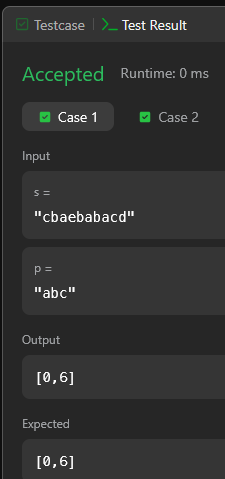 Testcase | >_ Test Result
Accepted Runtime: 0 ms
Case 1 Case 2
Input
s =
"cbaebabacd"
p =
"abc"
Output
[0,6]
Expected
[0,6]